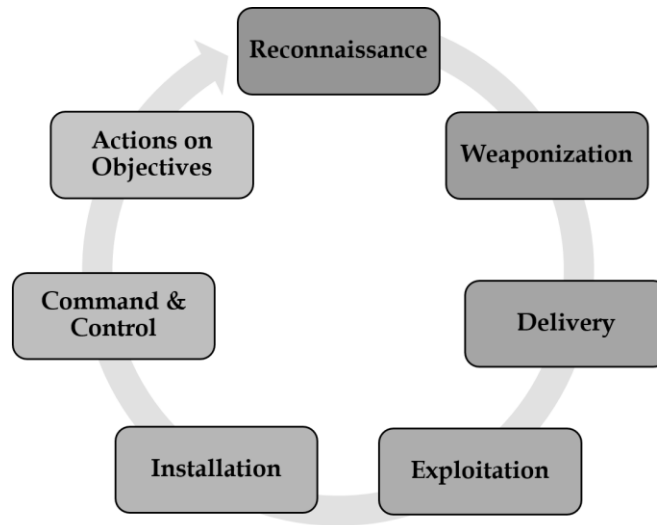 Reconnaissance
Weaponization
Delivery
Exploitation
Installation
Command &
Control
Actions on
Objectives